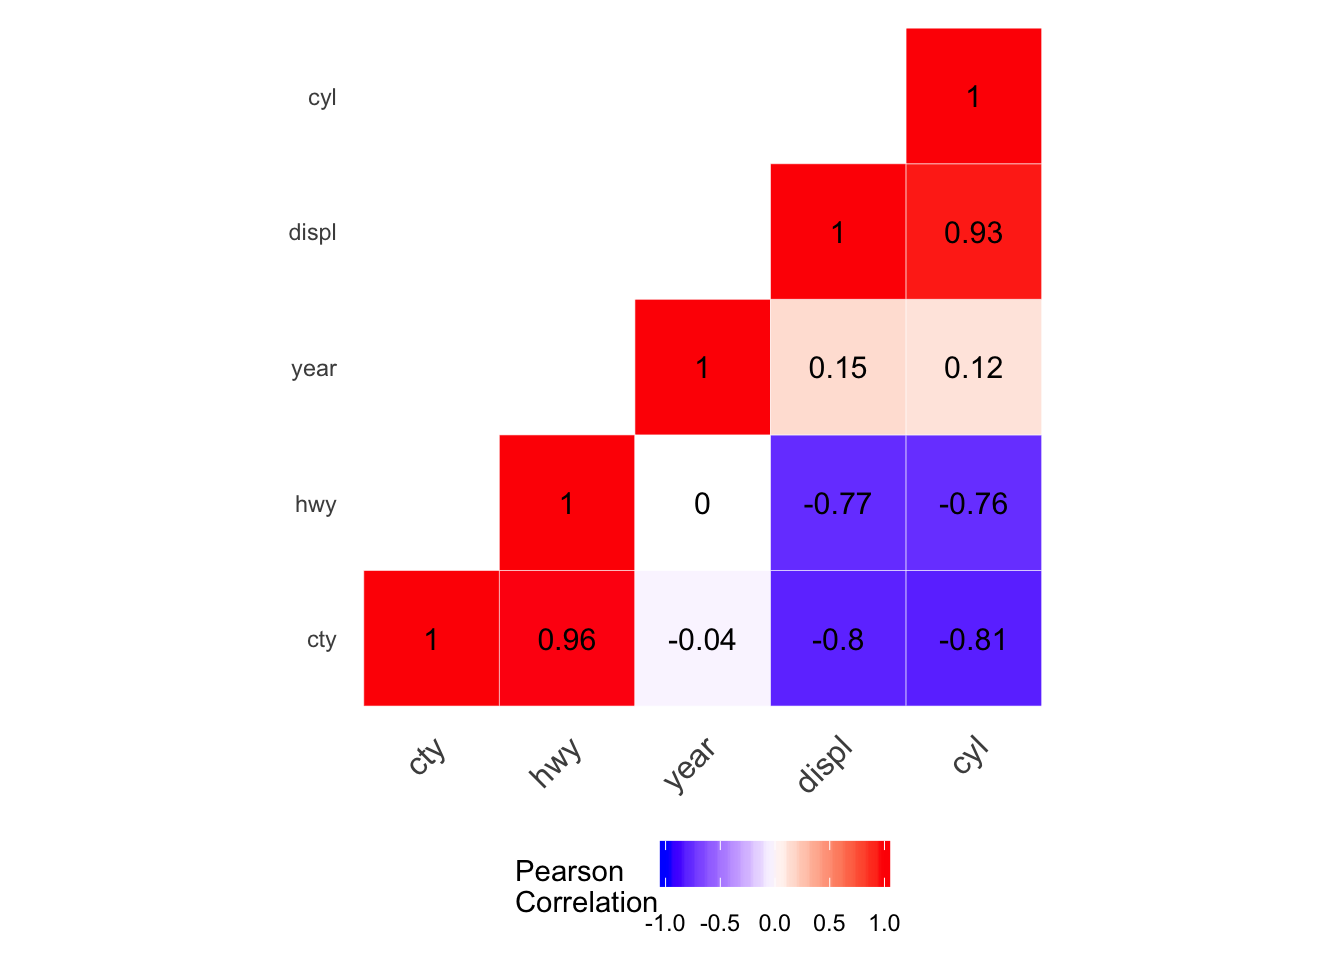 cyl 1
displ 1 0.93
year 1 0.15 0.12
hwy 1 0 -0.77 -0.76
cty 1 0.96 -0.04 -0.8 -0.81
cty hwy year displ cyl
Pearson
Correlation
-1.0 -0.5 0.0 0.5 1.0